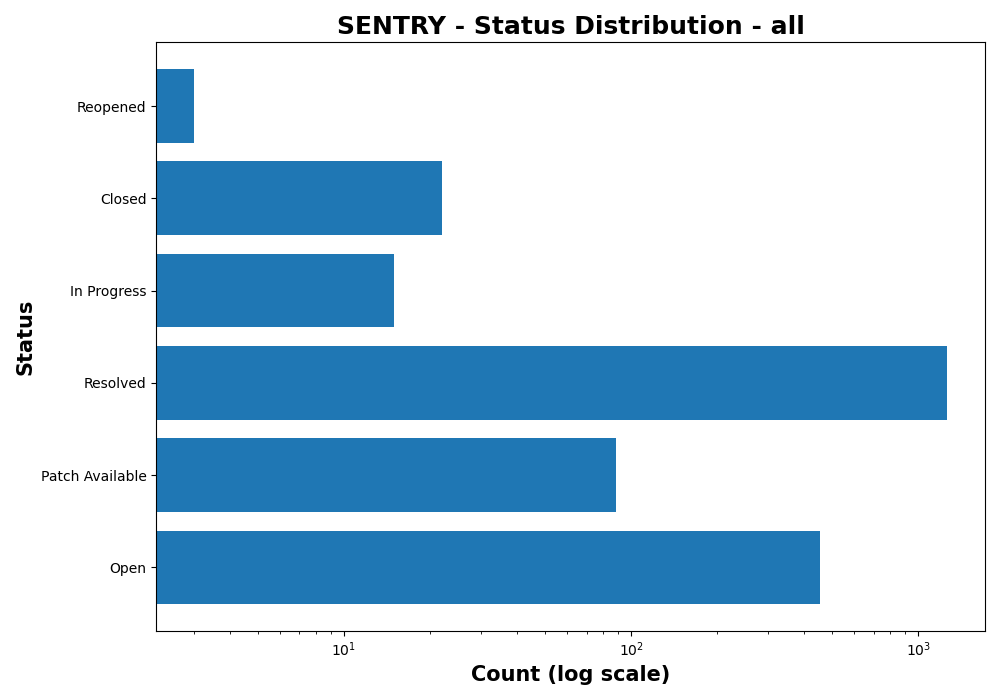 SENTRY - Status Distribution - all
Status
Reopened
Closed
In Progress
Resolved
Patch Available
Open
10¹ 10² 10³
Count (log scale)